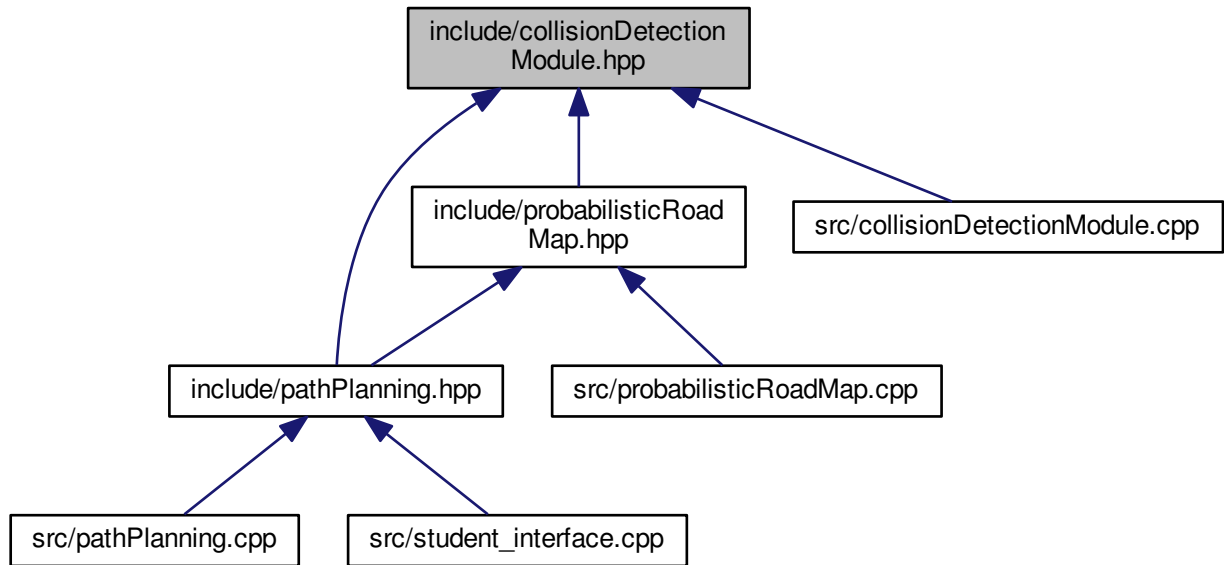 include/collisionDetection
Module.hpp
include/probabilisticRoad
Map.hpp
src/collisionDetectionModule.cpp
include/pathPlanning.hpp
src/probabilisticRoadMap.cpp
src/pathPlanning.cpp
src/student_interface.cpp